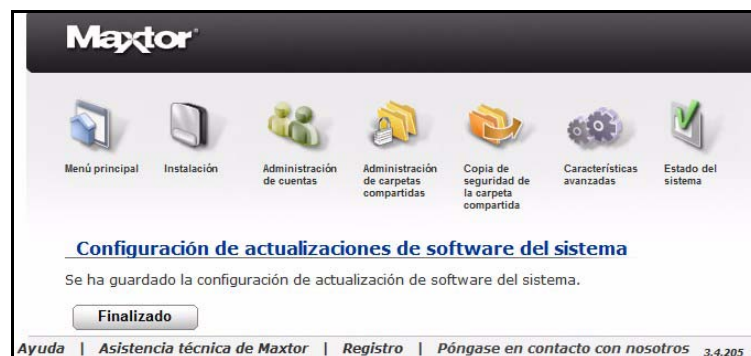 Maxtor
Menú principal
Instalación
Administración
de cuentas
Administración
de carpetas
compartidas
Copia de
seguridad de
la carpeta
compartida
Características
avanzadas
Estado del
sistema
Configuración de actualizaciones de software del sistema
Se ha guardado la configuración de actualización de software del sistema.
Finalizado
Ayuda | Asistencia técnica de Maxtor | Registro | Póngase en contacto con nosotros 3.4.205